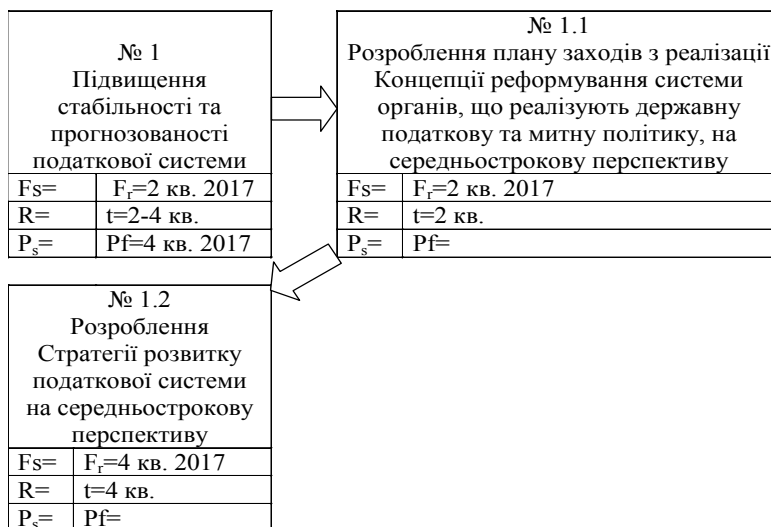 № 1
Підвищення
стабільності та
прогнозованості
податкової системи
Fs= Fr=2 кв. 2017
R= t=2-4 кв.
Ps= Pf=4 кв. 2017
№ 1.1
Розроблення плану заходів з реалізації
Концепції реформування системи
органів, що реалізують державну
податкову та митну політику, на
середньострокову перспективу
Fs= Fr=2 кв. 2017
R= t=2 кв.
Ps= Pf=
№ 1.2
Розроблення
Стратегії розвитку
податкової системи
на середньострокову
перспективу
Fs= Fr=4 кв. 2017
R= t=4 кв.
Ps= Pf=